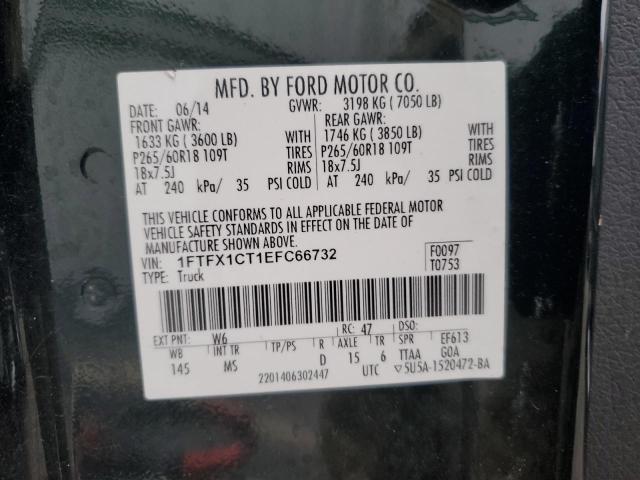 MFD. BY FORD MOTOR CO.
DATE: 06/14 GVWR: 3198 KG ( 7050 LB)
FRONT GAWR: REAR GAWR:
1633 KG ( 3600 LB) WITH 1746 KG ( 3850 LB) WITH
P265/60R18 109T TIRES P265/60R18 109T TIRES
18x7.5J RIMS 18x7.5J RIMS
AT 240 kPa/ 35 PSI COLD AT 240 kPa/ 35 PSI COLD
THIS VEHICLE CONFORMS TO ALL APPLICABLE FEDERAL MOTOR
VEHICLE SAFETY STANDARDS IN EFFECT ON THE DATE OF
MANUFACTURE SHOWN ABOVE.
VIN: 1FTFX1CT1EFC66732 F0097
TYPE: Truck T0753
EXT PNT: W6 RC: 47 DSO:
WB INT TR TP/PS R AXLE TR SPR EF613
145 MS D 15 6 TTAA GOA
2201406302447 UTC ▽5U5A-1520472-BA